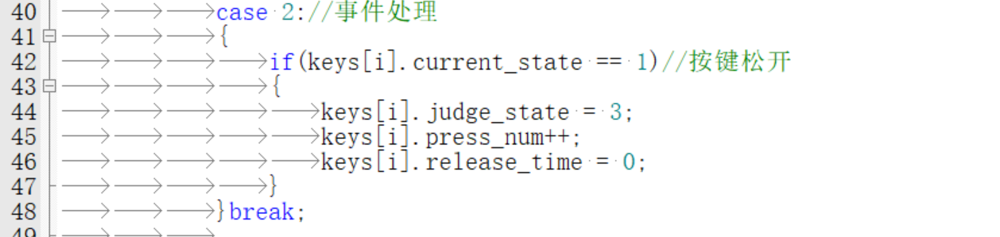 40 case 2://事件处理
41 {
42 if(keys[i].current_state == 1)//按键松开
43 {
44 keys[i].judge_state = 3;
45 keys[i].press_num++;
46 keys[i].release_time = 0;
47 }
48 }break;
49